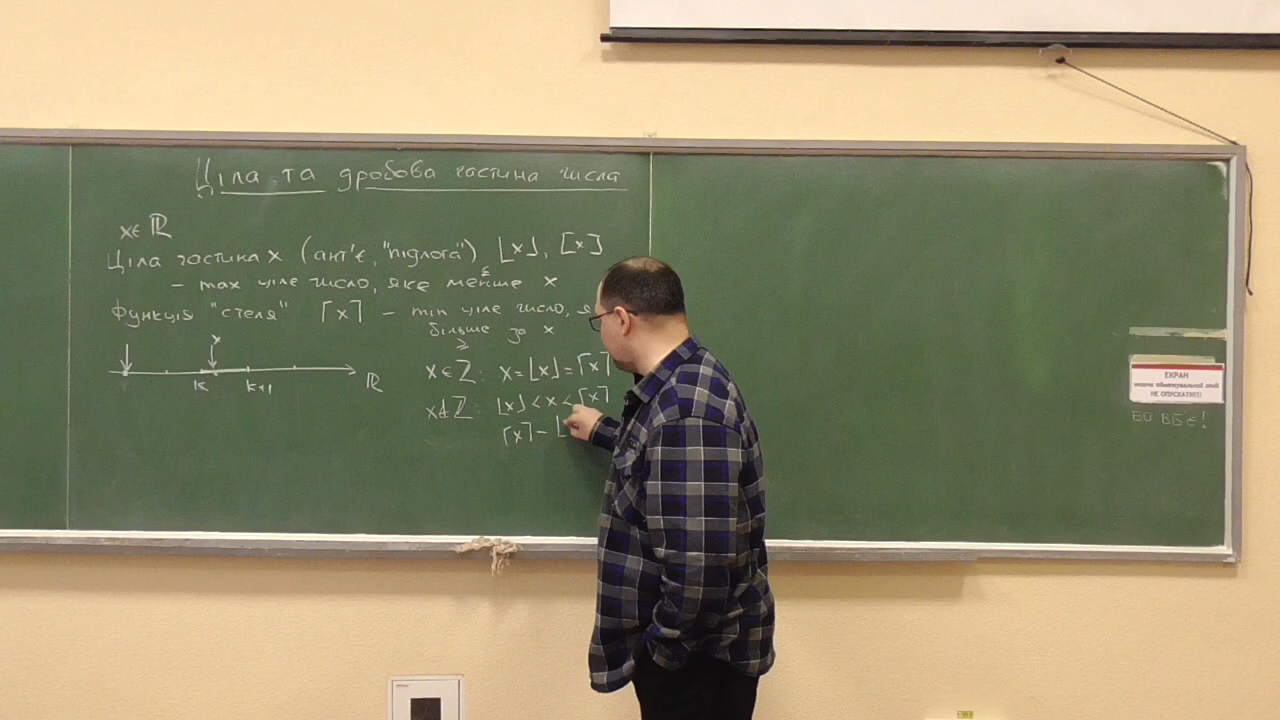 Ціла та дробова частина числа
x∈ℝ
Ціла частина x (ант'є, "підлога") ⌊x⌋, [x]
≤
– max ціле число, яке менше x
Функція "стеля" ⌈x⌉ – min ціле число, я
більше за x
≥
x
k k+1 ℝ
x∈ℤ: x=⌊x⌋=⌈x⌉
x∉ℤ: ⌊x⌋<x<⌈x⌉
⌈x⌉–⌊
ЕКРАН
НЕ ОПУСКАТИ!!
БО ВБ'Є!